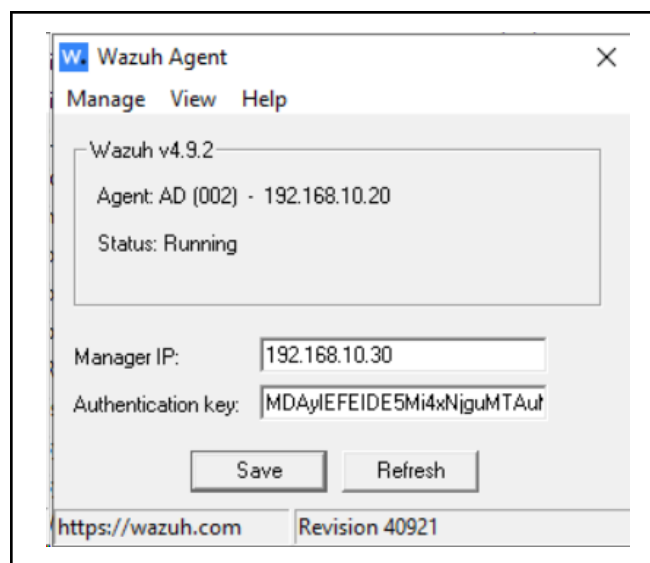 W. Wazuh Agent
Manage View Help
Wazuh v4.9.2
Agent: AD (002) - 192.168.10.20
Status: Running
Manager IP: 192.168.10.30
Authentication key:
Save Refresh
https://wazuh.com Revision 40921